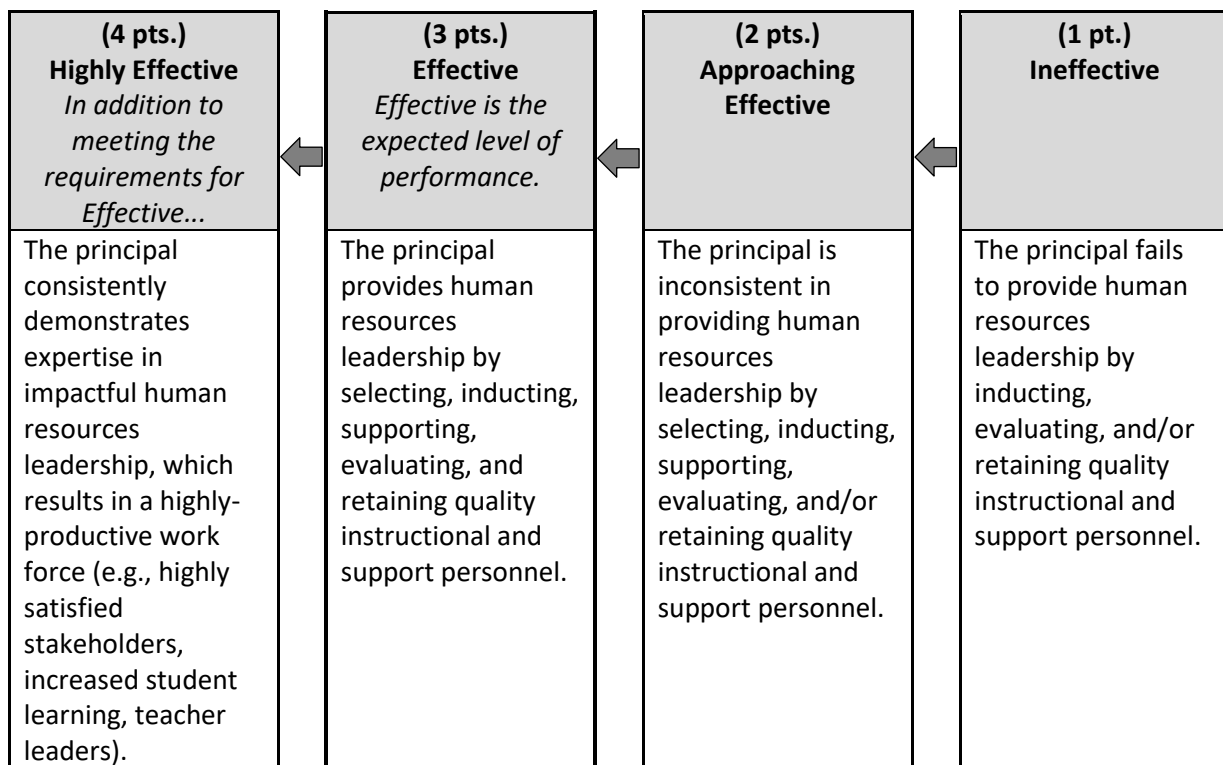 (4 pts.)
Highly Effective
In addition to
meeting the
requirements for
Effective...
The principal
consistently
demonstrates
expertise in
impactful human
resources
leadership, which
results in a highly-
productive work
force (e.g., highly
satisfied
stakeholders,
increased student
learning, teacher
leaders).
(3 pts.)
Effective
Effective is the
expected level of
performance.
The principal
provides human
resources
leadership by
selecting, inducting,
supporting,
evaluating, and
retaining quality
instructional and
support personnel.
(2 pts.)
Approaching
Effective
The principal is
inconsistent in
providing human
resources
leadership by
selecting, inducting,
supporting,
evaluating, and/or
retaining quality
instructional and
support personnel.
(1 pt.)
Ineffective
The principal fails
to provide human
resources
leadership by
inducting,
evaluating, and/or
retaining quality
instructional and
support personnel.